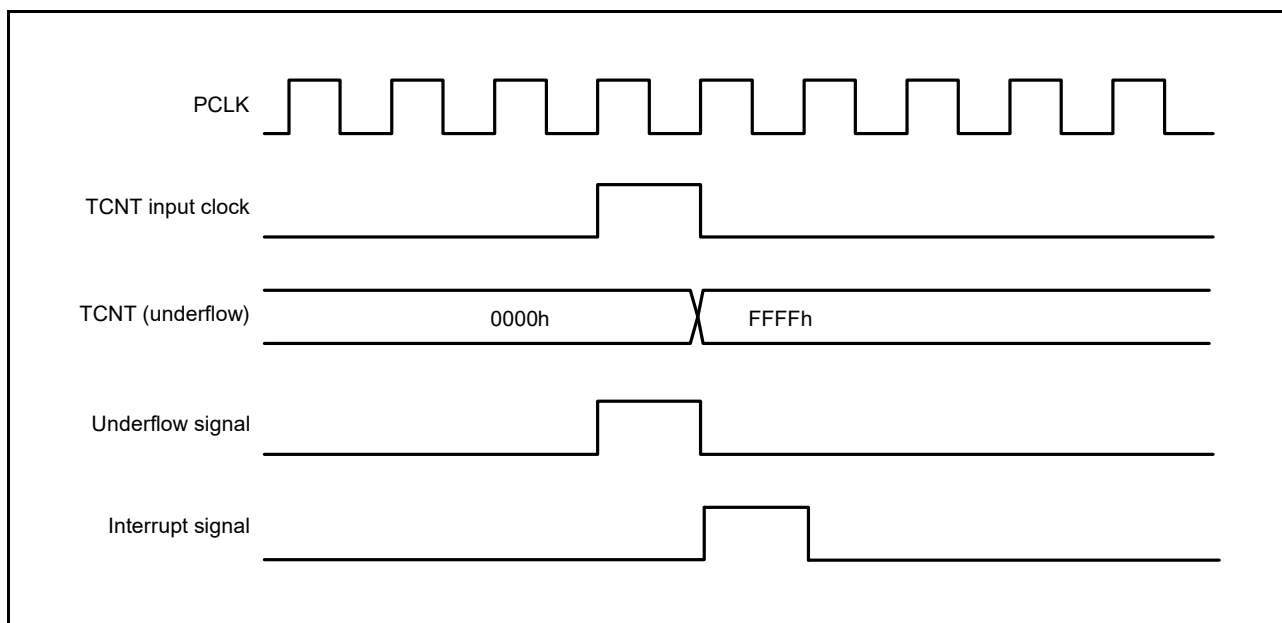 PCLK
TCNT input clock
TCNT (underflow)
0000h
FFFFh
Underflow signal
Interrupt signal